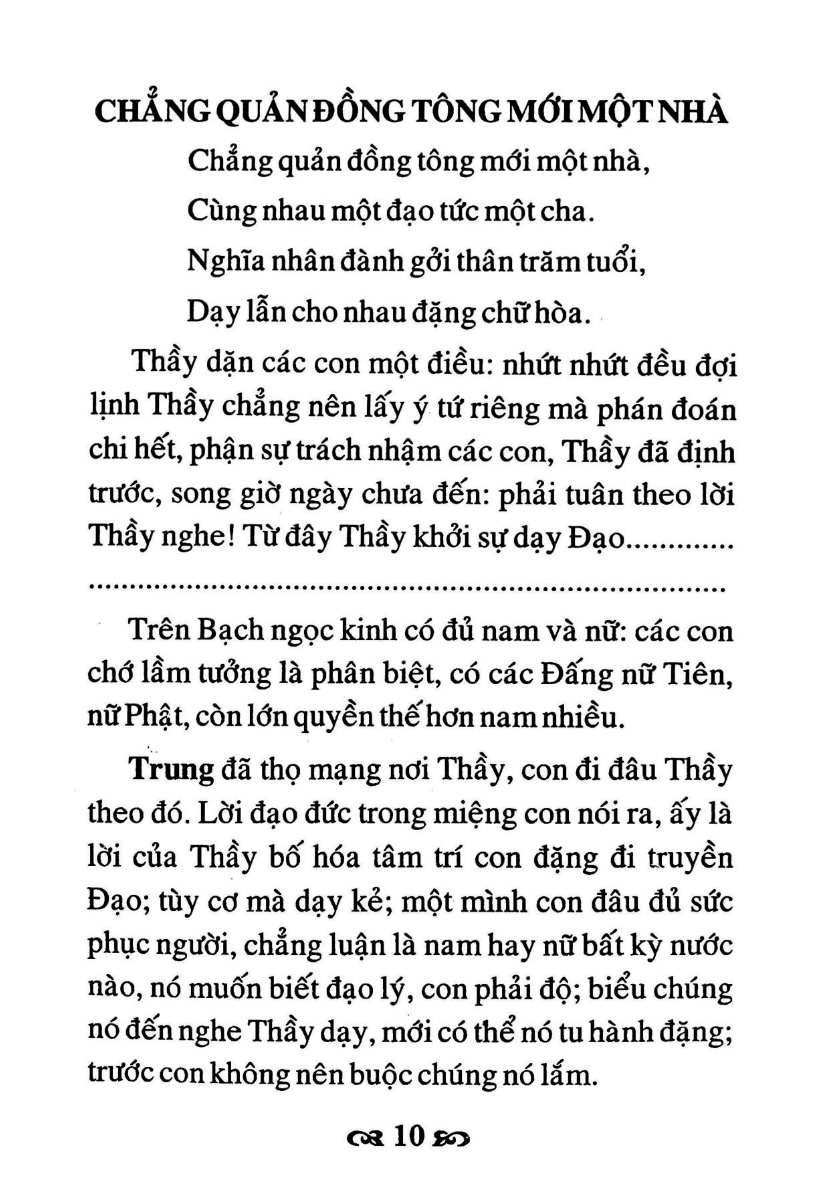 CHẲNG QUẢN ĐỒNG TÔNG MỚI MỘT NHÀ
Chẳng quản đồng tông mới một nhà,
Cùng nhau một đạo tức một cha.
Nghĩa nhân đành gởi thân trăm tuổi,
Dạy lẫn cho nhau đặng chữ hòa.
Thầy dặn các con một điều: nhứt nhứt đều đợi
lịnh Thầy chẳng nên lấy ý tứ riêng mà phán đoán
chi hết, phận sự trách nhậm các con, Thầy đã định
trước, song giờ ngày chưa đến: phải tuân theo lời
Thầy nghe! Từ đây Thầy khởi sự dạy Đạo.............
..........................................................................
Trên Bạch ngọc kinh có đủ nam và nữ: các con
chớ lầm tưởng là phân biệt, có các Đấng nữ Tiên,
nữ Phật, còn lớn quyền thế hơn nam nhiều.
Trung đã thọ mạng nơi Thầy, con đi đâu Thầy
theo đó. Lời đạo đức trong miệng con nói ra, ấy là
lời của Thầy bố hóa tâm trí con đặng đi truyền
Đạo; tùy cơ mà dạy kẻ; một mình con đâu đủ sức
phục người, chẳng luận là nam hay nữ bất kỳ nước
nào, nó muốn biết đạo lý, con phải độ; biểu chúng
nó đến nghe Thầy dạy, mới có thể nó tu hành đặng;
trước con không nên buộc chúng nó lắm.
10